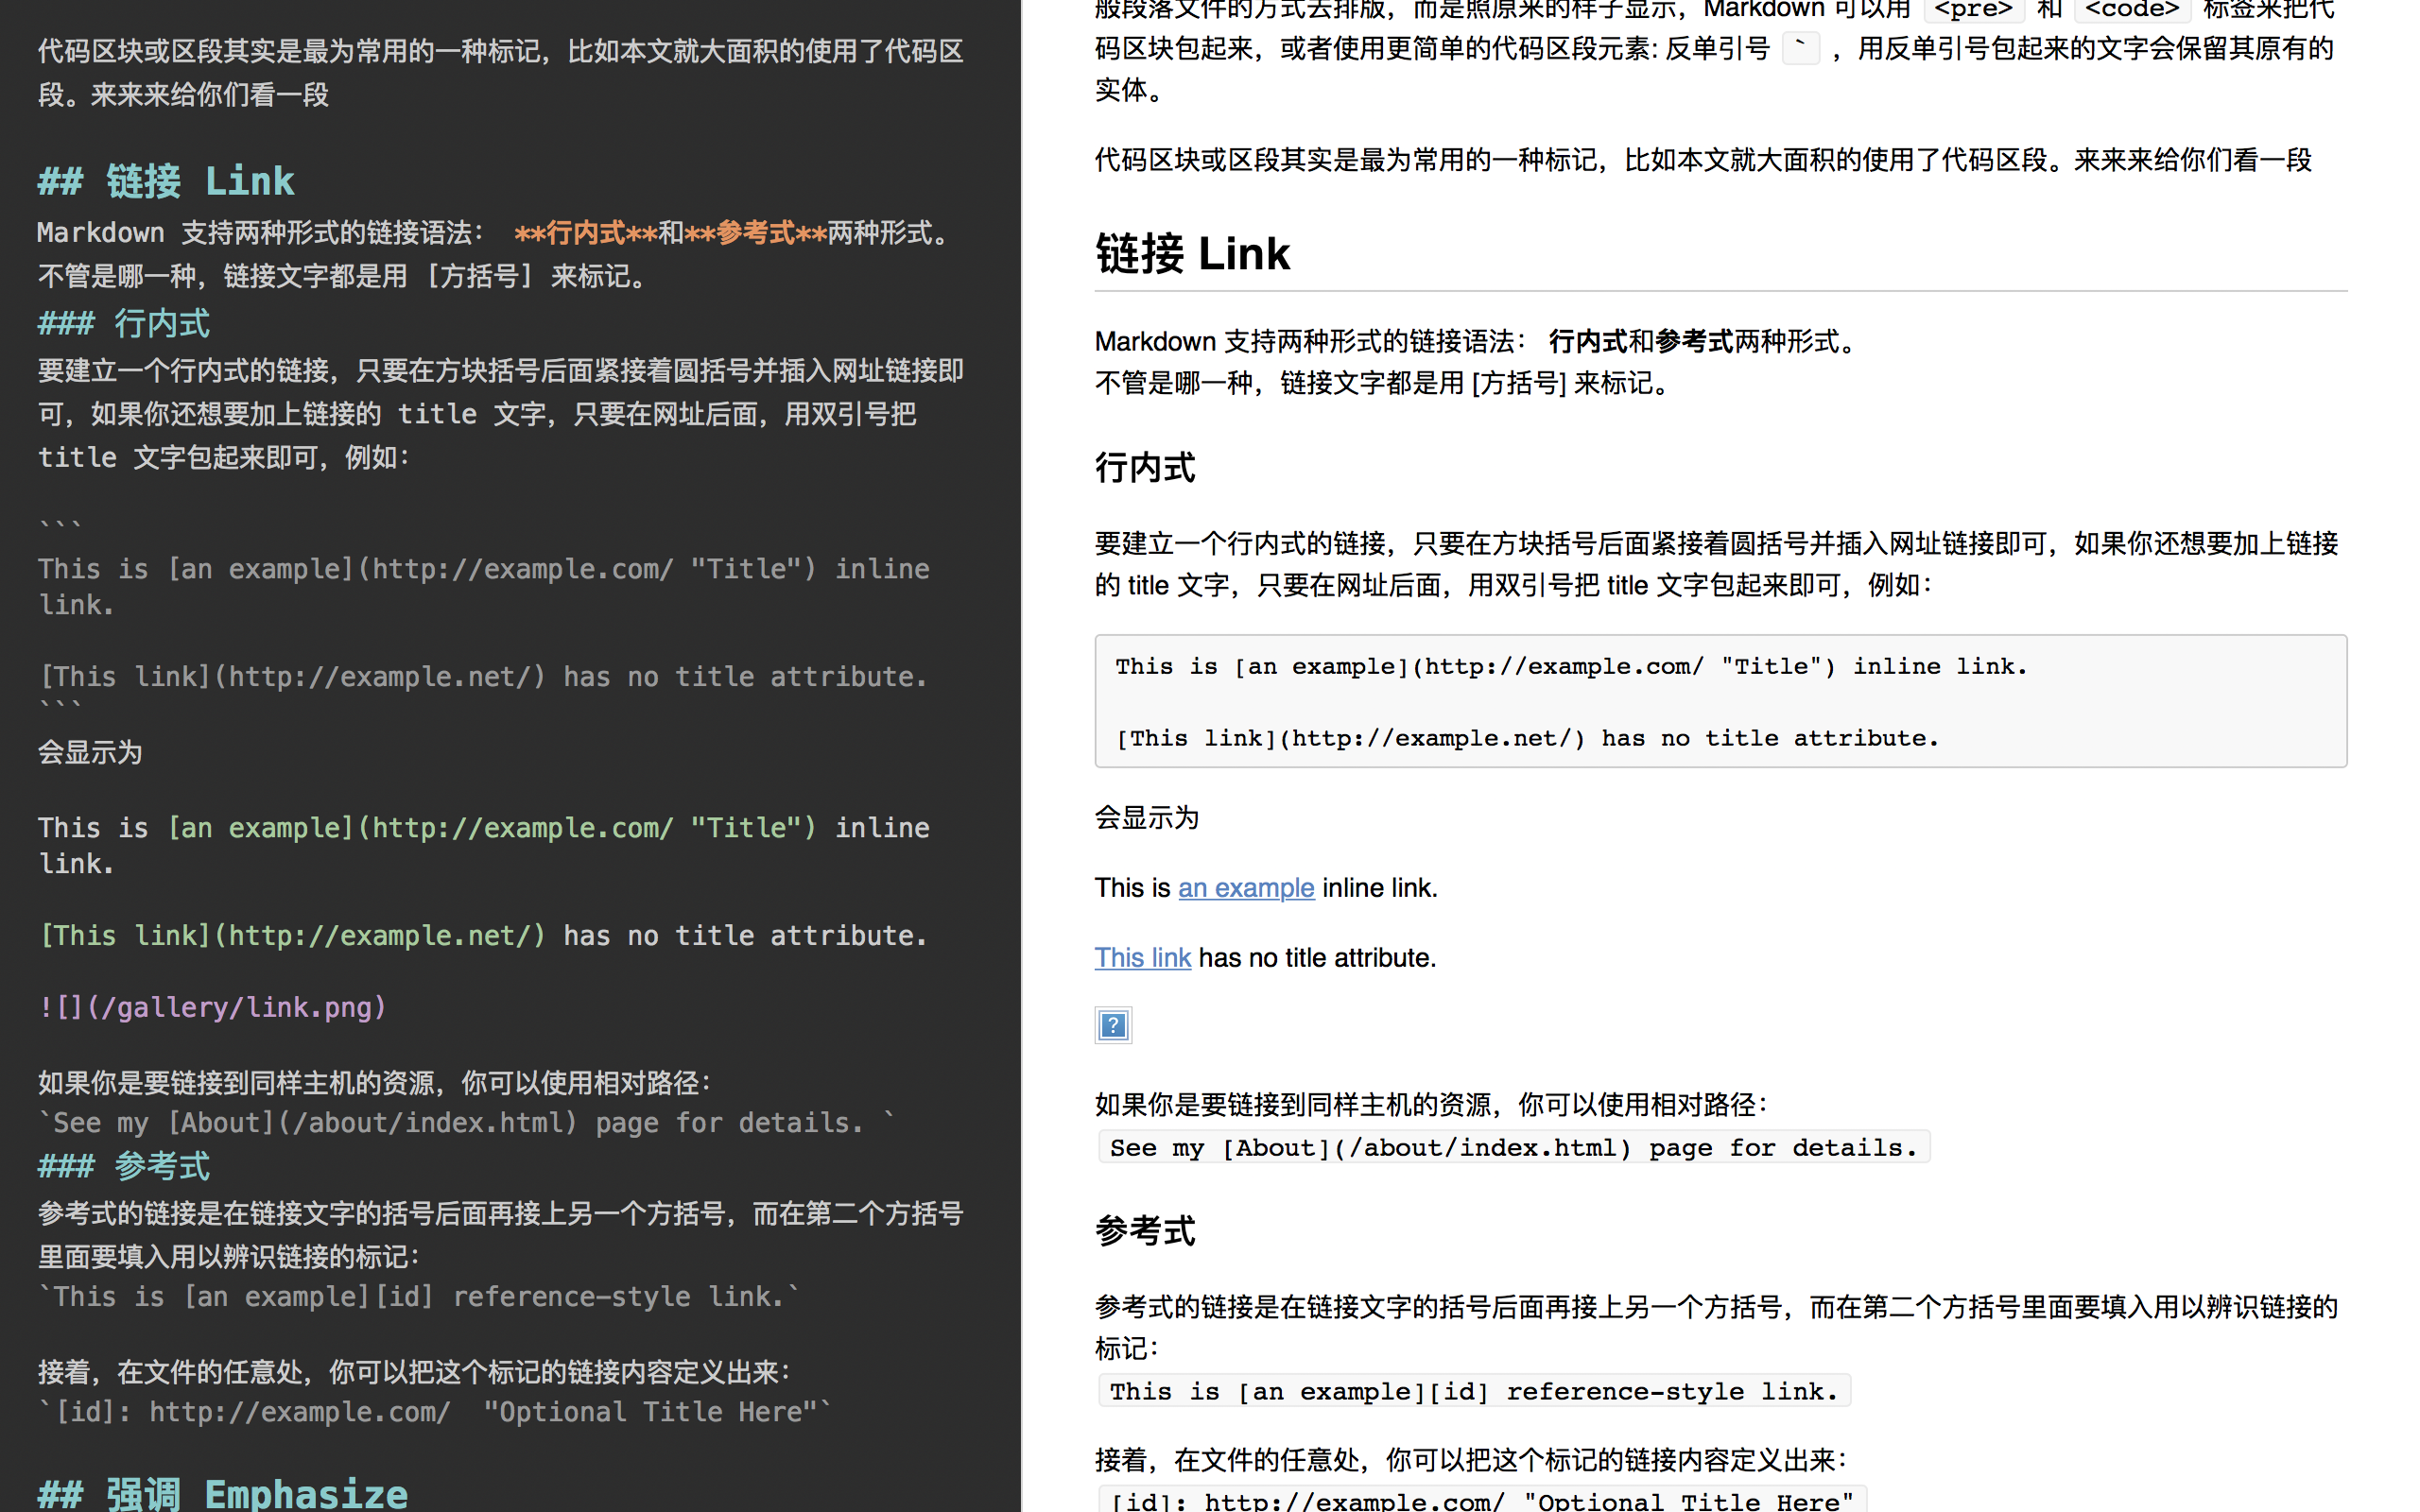 代码区块或区段其实是最为常用的一种标记，比如本文就大面积的使用了代码区
段。来来来给你们看一段
## 链接 Link
Markdown 支持两种形式的链接语法： **行内式**和**参考式**两种形式。
不管是哪一种，链接文字都是用 [方括号] 来标记。
### 行内式
要建立一个行内式的链接，只要在方块括号后面紧接着圆括号并插入网址链接即
可，如果你还想要加上链接的 title 文字，只要在网址后面，用双引号把
title 文字包起来即可，例如：
```
This is [an example](http://example.com/ "Title") inline
link.
[This link](http://example.net/) has no title attribute.
```
会显示为
This is [an example](http://example.com/ "Title") inline
link.
[This link](http://example.net/) has no title attribute.
![](/gallery/link.png)
如果你是要链接到同样主机的资源，你可以使用相对路径：
`See my [About](/about/index.html) page for details. `
### 参考式
参考式的链接是在链接文字的括号后面再接上另一个方括号，而在第二个方括号
里面要填入用以辨识链接的标记：
`This is [an example][id] reference-style link.`
接着，在文件的任意处，你可以把这个标记的链接内容定义出来：
`[id]: http://example.com/  "Optional Title Here"`
## 强调 Emphasize
般段落文件的方式去排版，而是照原来的样子显示，Markdown 可以用 <pre> 和 <code> 标签来把代
码区块包起来，或者使用更简单的代码区段元素: 反单引号 ` ，用反单引号包起来的文字会保留其原有的
实体。
代码区块或区段其实是最为常用的一种标记，比如本文就大面积的使用了代码区段。来来来给你们看一段
链接 Link
Markdown 支持两种形式的链接语法： 行内式和参考式两种形式。
不管是哪一种，链接文字都是用 [方括号] 来标记。
行内式
要建立一个行内式的链接，只要在方块括号后面紧接着圆括号并插入网址链接即可，如果你还想要加上链接
的 title 文字，只要在网址后面，用双引号把 title 文字包起来即可，例如：
This is [an example](http://example.com/ "Title") inline link.
[This link](http://example.net/) has no title attribute.
会显示为
This is an example inline link.
This link has no title attribute.
?
如果你是要链接到同样主机的资源，你可以使用相对路径：
See my [About](/about/index.html) page for details.
参考式
参考式的链接是在链接文字的括号后面再接上另一个方括号，而在第二个方括号里面要填入用以辨识链接的
标记：
This is [an example][id] reference-style link.
接着，在文件的任意处，你可以把这个标记的链接内容定义出来：
[id]: http://example.com/ "Optional Title Here"